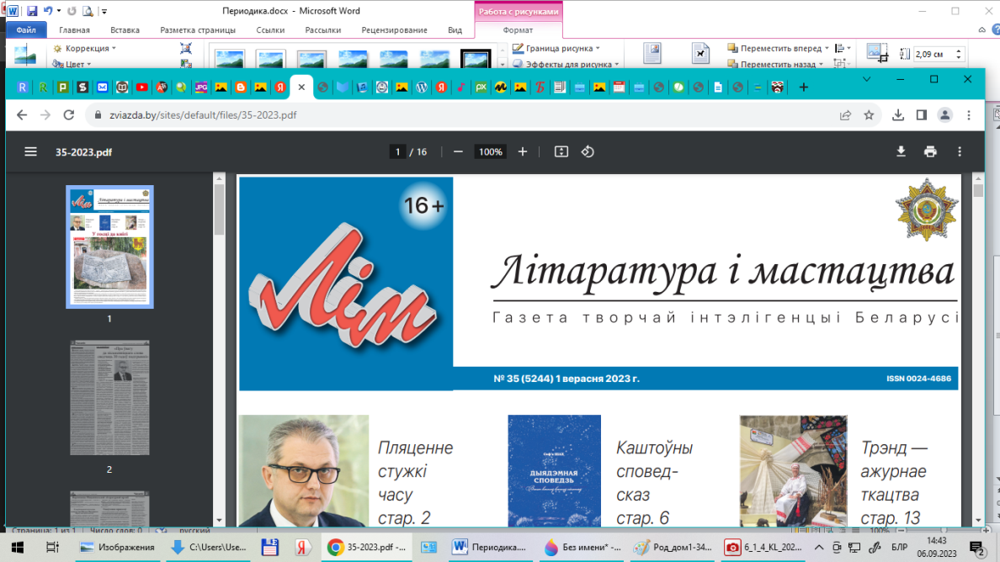 Периодика.docx - Microsoft Word
Работа с рисунками
Файл Главная Вставка Разметка страницы Ссылки Рассылки Рецензирование Вид Формат
Коррекция
Цвет
Граница рисунка
Эффекты для рисунка
Переместить вперед
Переместить назад
2,09 см
zviazda.by/sites/default/files/35-2023.pdf
35-2023.pdf
1 / 16
100%
У госці да кнігі
1
2
Лім
16+
Літаратура і мастацтва
Газета творчай інтэлігенцыі Беларусі
№ 35 (5244) 1 верасня 2023 г.
ISSN 0024-4686
Пляценне
стужкі
часу
стар. 2
ДЫЯДЭМНАЯ
СПОВЕДЗЬ
Каштоўны
сповед-
сказ
стар. 6
Трэнд —
ажурнае
ткацтва
стар. 13
Страница: 1 из 1 Число слов: 0 русский
100%
Изображения
C:\Users\Use...
35-2023.pdf -...
Периодика....
Без имени* -...
Род_дом1-34...
6_1_4_KL_202...
БЛР
14:43
06.09.2023
2